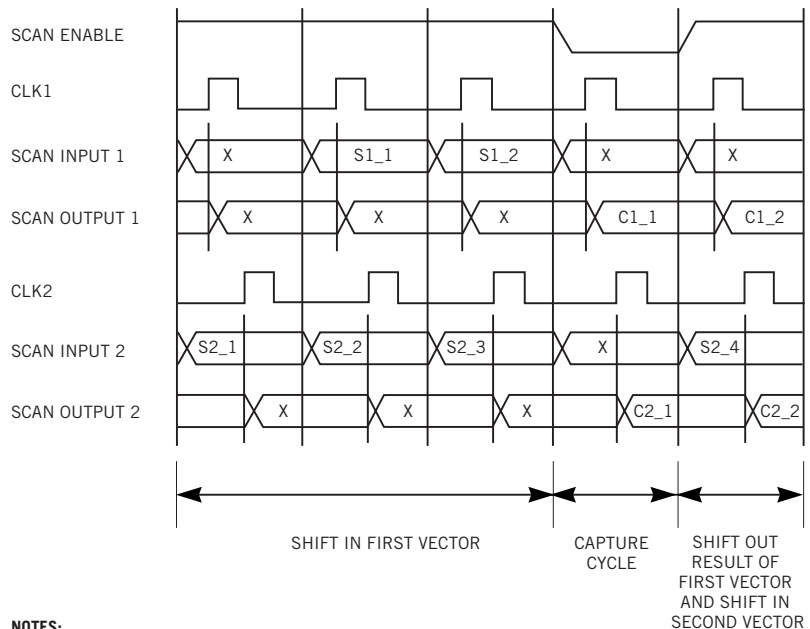 SCAN ENABLE
CLK1
SCAN INPUT 1
X
S1_1
S1_2
X
X
SCAN OUTPUT 1
X
X
X
C1_1
C1_2
CLK2
SCAN INPUT 2
S2_1
S2_2
S2_3
X
S2_4
SCAN OUTPUT 2
X
X
X
C2_1
C2_2
SHIFT IN FIRST VECTOR
CAPTURE
CYCLE
SHIFT OUT
RESULT OF
FIRST VECTOR
AND SHIFT IN
SECOND VECTOR
NOTES: